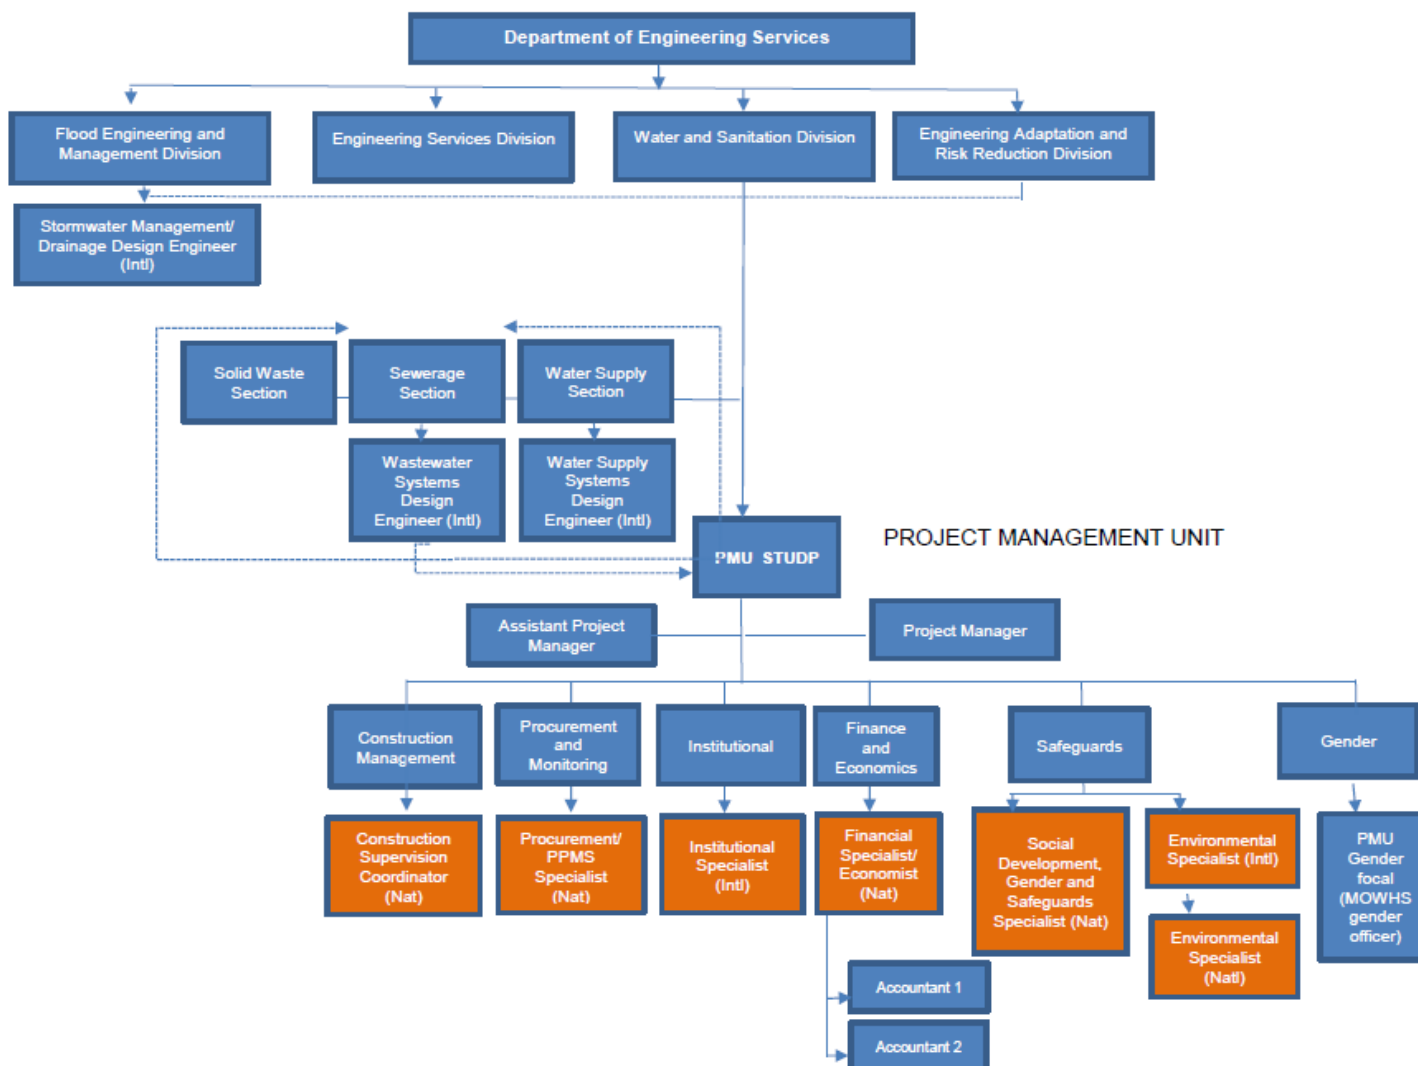 Department of Engineering Services
Flood Engineering and
Management Division
Engineering Services Division
Water and Sanitation Division
Engineering Adaptation and
Risk Reduction Division
Stormwater Management/
Drainage Design Engineer
(Intl)
Solid Waste
Section
Sewerage
Section
Water Supply
Section
Wastewater
Systems
Design
Engineer (Intl)
Water Supply
Systems
Design
Engineer (Intl)
PMU STUDP
PROJECT MANAGEMENT UNIT
Assistant Project
Manager
Project Manager
Construction
Management
Procurement
and
Monitoring
Institutional
Finance
and
Economics
Safeguards
Gender
Construction
Supervision
Coordinator
(Nat)
Procurement/
PPMS
Specialist
(Nat)
Institutional
Specialist
(Intl)
Financial
Specialist/
Economist
(Nat)
Social
Development,
Gender and
Safeguards
Specialist (Nat)
Environmental
Specialist (Intl)
Environmental
Specialist
(Natl)
PMU
Gender
focal
(MOWHS
gender
officer)
Accountant 1
Accountant 2